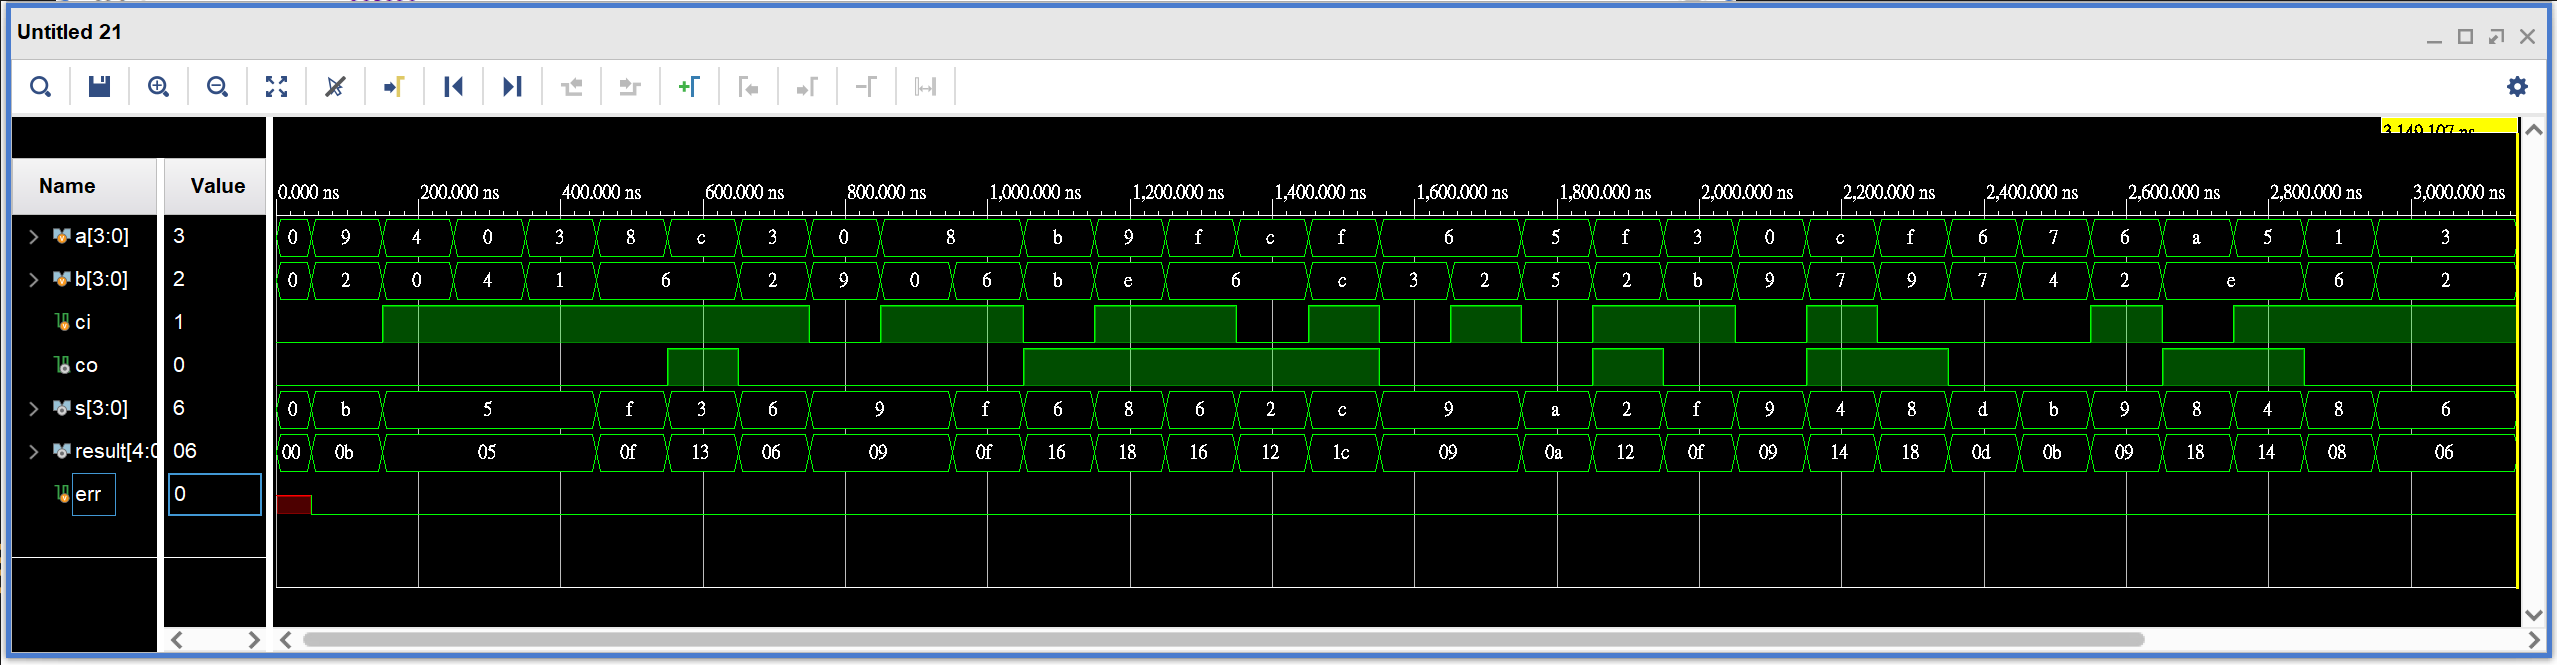 Untitled 21
3,149.107 ns
Name Value
0.000 ns 200.000 ns 400.000 ns 600.000 ns 800.000 ns 1,000.000 ns 1,200.000 ns 1,400.000 ns 1,600.000 ns 1,800.000 ns 2,000.000 ns 2,200.000 ns 2,400.000 ns 2,600.000 ns 2,800.000 ns 3,000.000 ns
a[3:0] 3 0 9 4 0 3 8 c 3 0 8 b 9 f c f 6 5 f 3 0 c f 6 7 6 a 5 1 3
b[3:0] 2 0 2 0 4 1 6 2 9 0 6 b e 6 c 3 2 5 2 b 9 7 9 7 4 2 e 6 2
ci 1
co 0
s[3:0] 6 0 b 5 f 3 6 9 f 6 8 6 2 c 9 a 2 f 9 4 8 d b 9 8 4 8 6
result[4:0 06 00 0b 05 0f 13 06 09 0f 16 18 16 12 1c 09 0a 12 0f 09 14 18 0d 0b 09 18 14 08 06
err 0